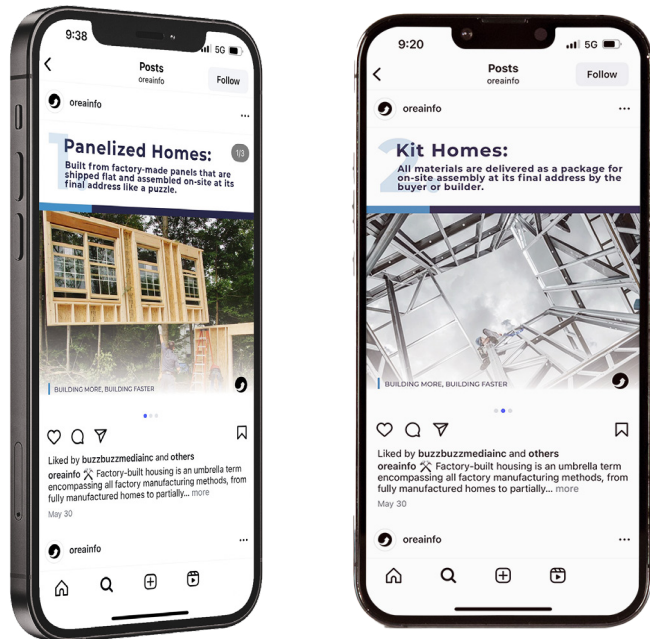 9:38
5G
Posts
oreainfo
Follow
oreainfo
1
Panelized Homes:
1/3
Built from factory-made panels that are
shipped flat and assembled on-site at its
final address like a puzzle.
BUILDING MORE, BUILDING FASTER
Liked by buzzbuzzmediainc and others
oreainfo ⚒ Factory-built housing is an umbrella term
encompassing all factory manufacturing methods, from
fully manufactured homes to partially... more
May 30
oreainfo
9:20
5G
Posts
oreainfo
Follow
oreainfo
2.
Kit Homes:
All materials are delivered as a package for
on-site assembly at its final address by the
buyer or builder.
BUILDING MORE, BUILDING FASTER
Liked by buzzbuzzmediainc and others
oreainfo ⚒ Factory-built housing is an umbrella term
encompassing all factory manufacturing methods, from
fully manufactured homes to partially... more
May 30
oreainfo